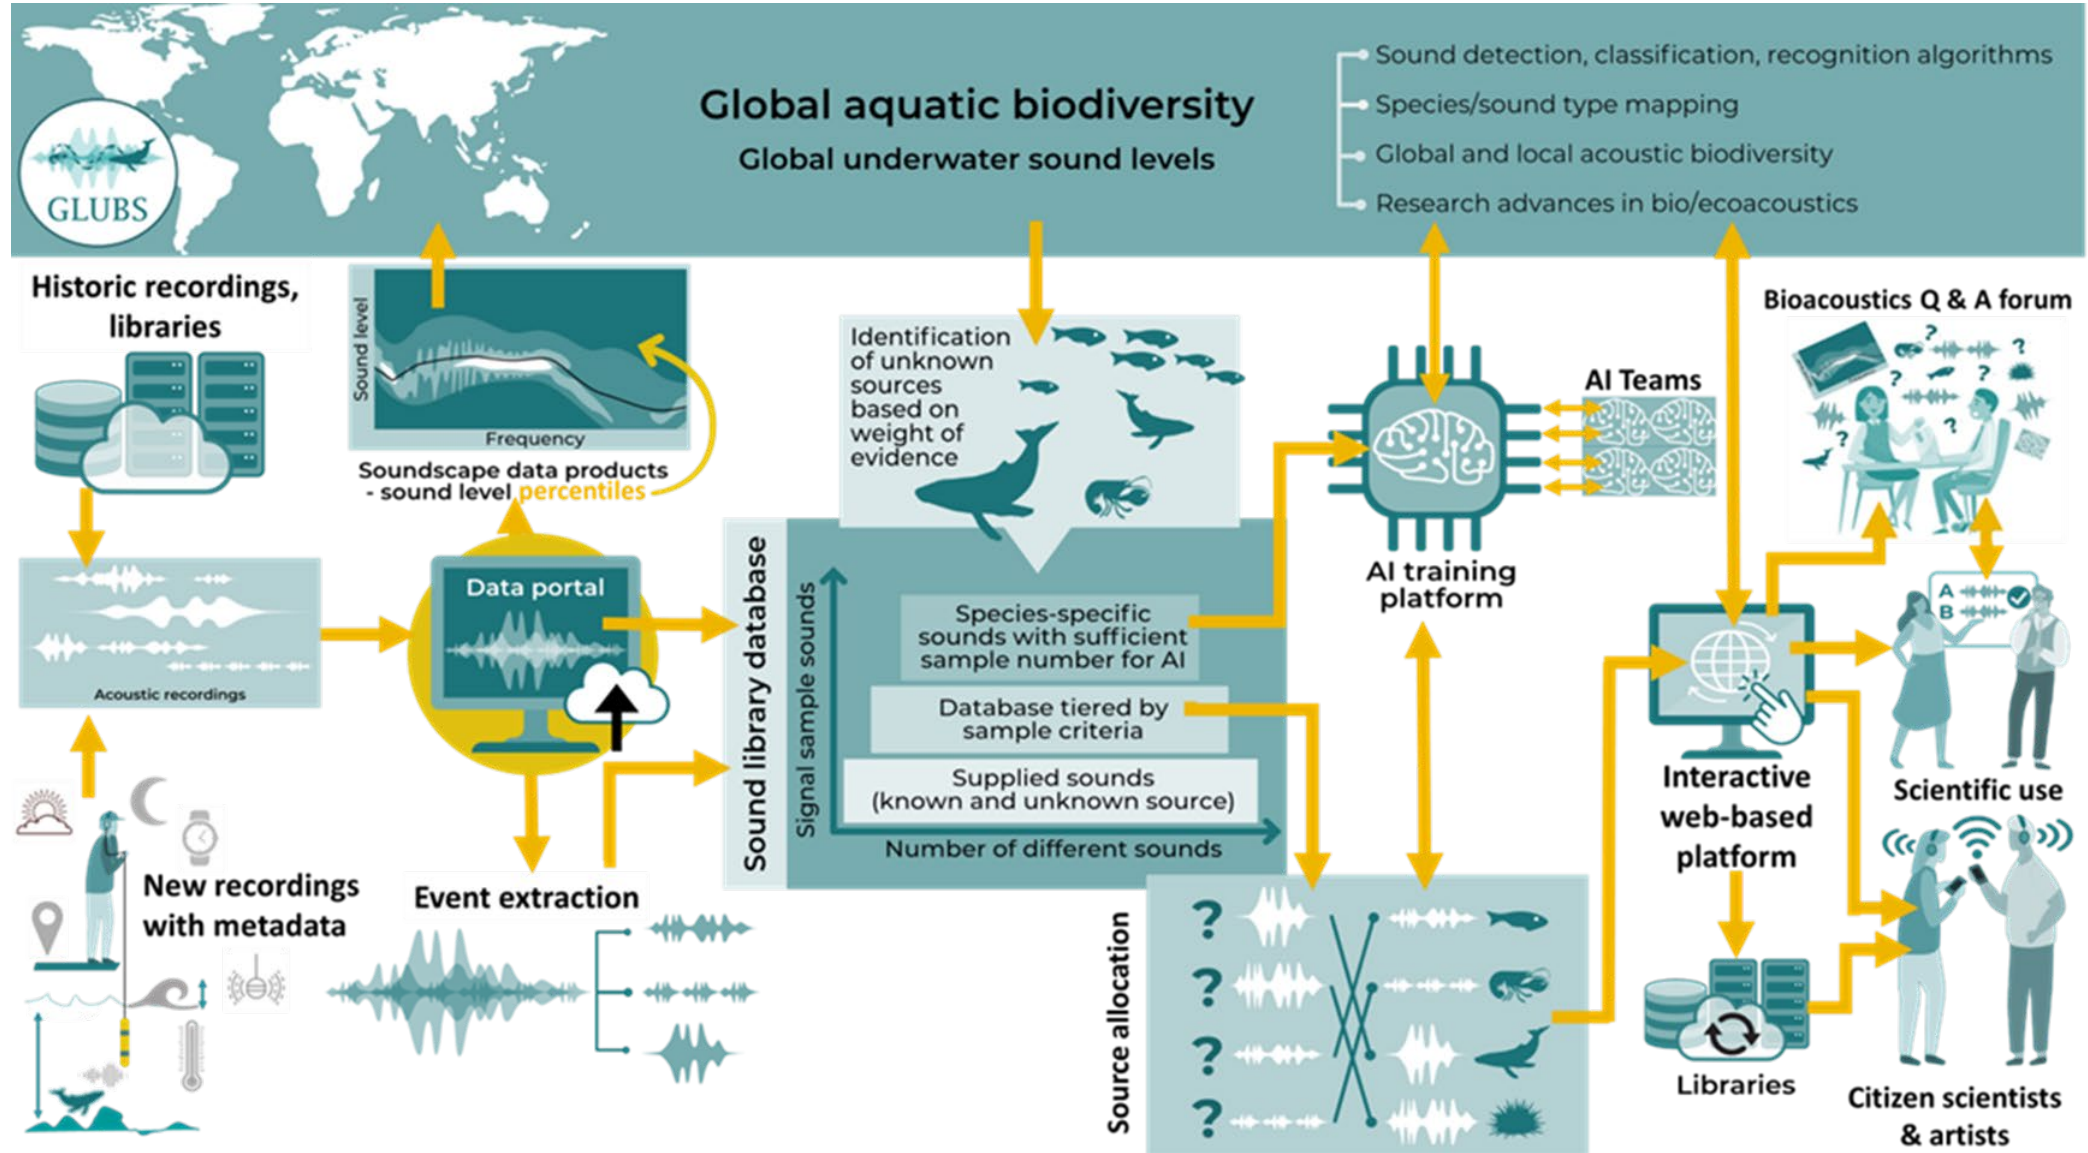 Global aquatic biodiversity
Global underwater sound levels
Sound detection, classification, recognition algorithms
Species/sound type mapping
Global and local acoustic biodiversity
Research advances in bio/ecoacoustics
GLUBS
Historic recordings,
libraries
Sound level
Frequency
Soundscape data products
- sound level percentiles
Acoustic recordings
New recordings
with metadata
Data portal
Event extraction
Identification
of unknown
sources
based on
weight of
evidence
Sound library database
Signal sample sounds
Species-specific
sounds with sufficient
sample number for AI
Database tiered by
sample criteria
Supplied sounds
(known and unknown source)
Number of different sounds
AI training
platform
AI Teams
Source allocation
?
?
?
?
Bioacoustics Q & A forum
?
?
?
?
?
?
A
B
Scientific use
Interactive
web-based
platform
Libraries
Citizen scientists
& artists